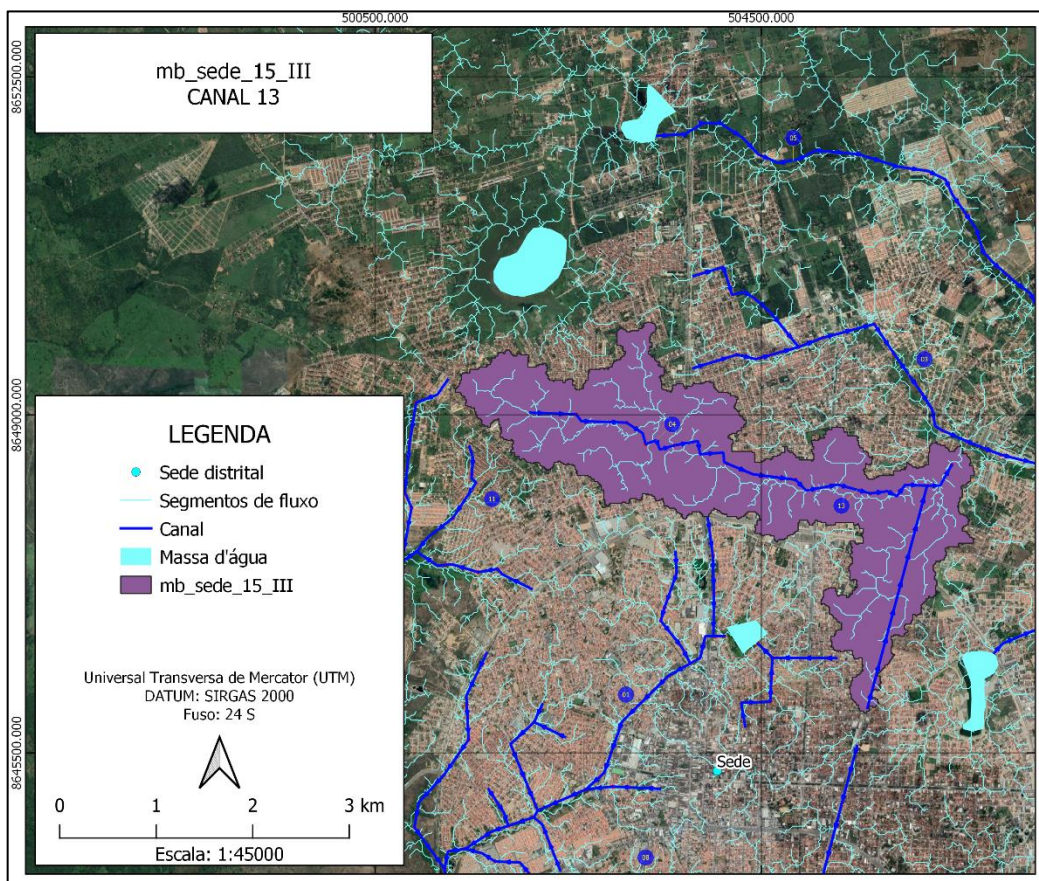 500500.000
504500.000
mb_sede_15_III
CANAL 13
8652500.000
05
03
8649000.000
04
11
13
LEGENDA
Sede distrital
Segmentos de fluxo
Canal
Massa d'água
mb_sede_15_III
Universal Transversa de Mercator (UTM)
DATUM: SIRGAS 2000
Fuso: 24 S
01
8645500.000
Sede
0 1 2 3 km
Escala: 1:45000
08